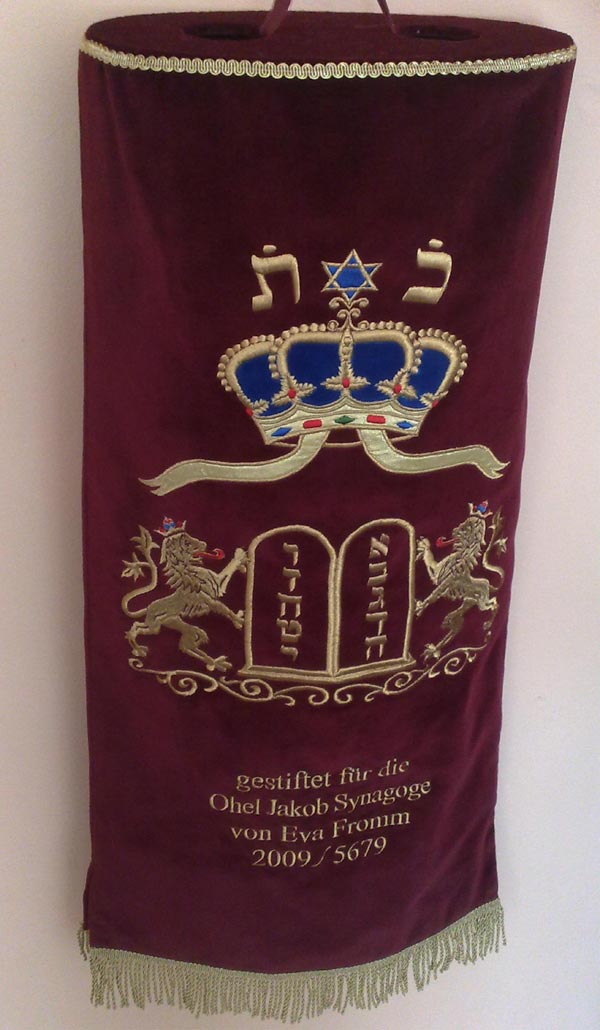 כׄ תׄ
א
ב
ג
ד
ה
ו
ז
ח
ט
י
gestiftet für die
Ohel Jakob Synagoge
von Eva Fromm
2009 / 5679